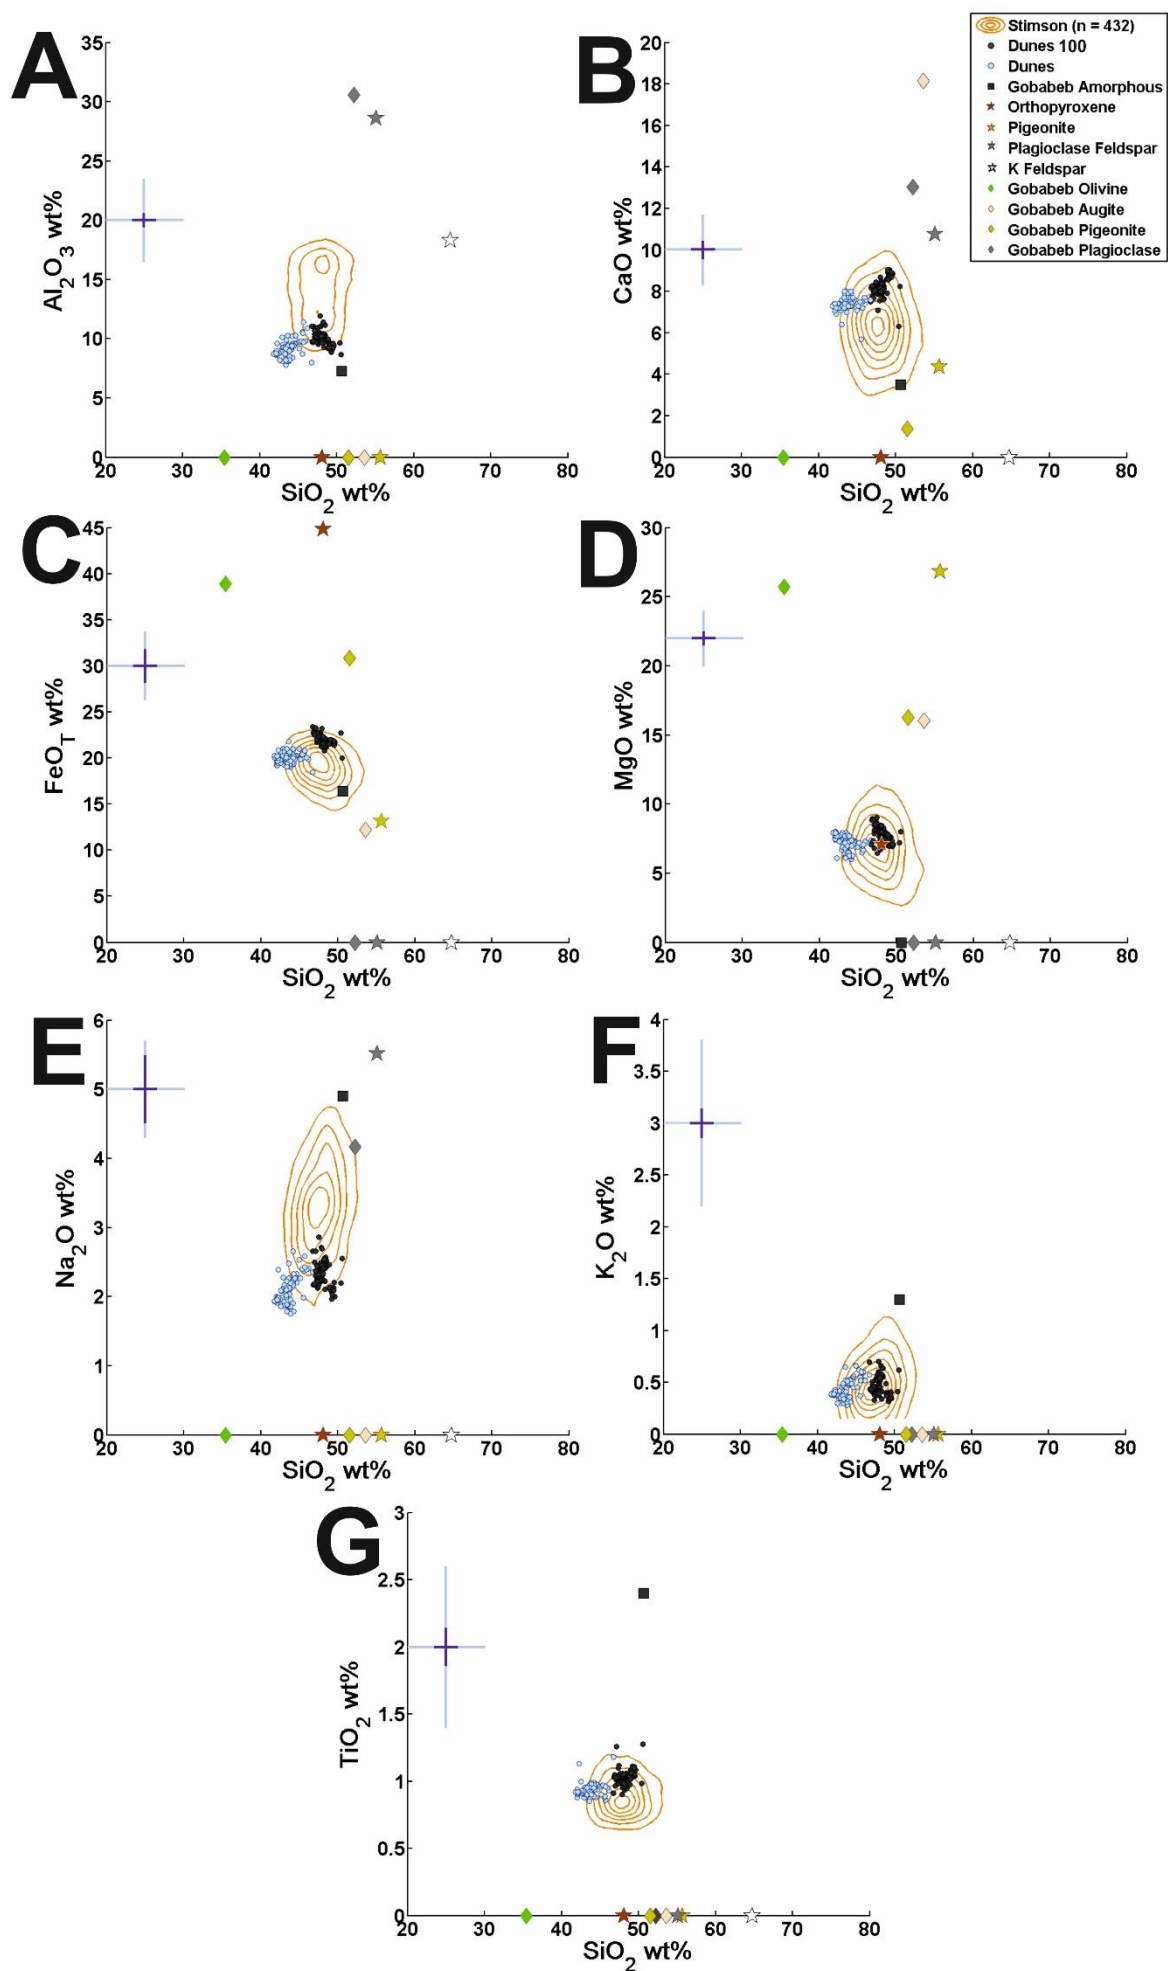 A
35
30
25
20
15
10
5
0
Al2O3 wt%
20 30 40 50 60 70 80
SiO2 wt%
B
20
18
16
14
12
10
8
6
4
2
0
CaO wt%
20 30 40 50 60 70 80
SiO2 wt%
Stimson (n = 432)
Dunes 100
Dunes
Gobabeb Amorphous
Orthopyroxene
Pigeonite
Plagioclase Feldspar
K Feldspar
Gobabeb Olivine
Gobabeb Augite
Gobabeb Pigeonite
Gobabeb Plagioclase
C
45
40
35
30
25
20
15
10
5
0
FeOT wt%
20 30 40 50 60 70 80
SiO2 wt%
D
30
25
20
15
10
5
0
MgO wt%
20 30 40 50 60 70 80
SiO2 wt%
E
6
5
4
3
2
1
0
Na2O wt%
20 30 40 50 60 70 80
SiO2 wt%
F
4
3.5
3
2.5
2
1.5
1
0.5
0
K2O wt%
20 30 40 50 60 70 80
SiO2 wt%
G
3
2.5
2
1.5
1
0.5
0
TiO2 wt%
20 30 40 50 60 70 80
SiO2 wt%